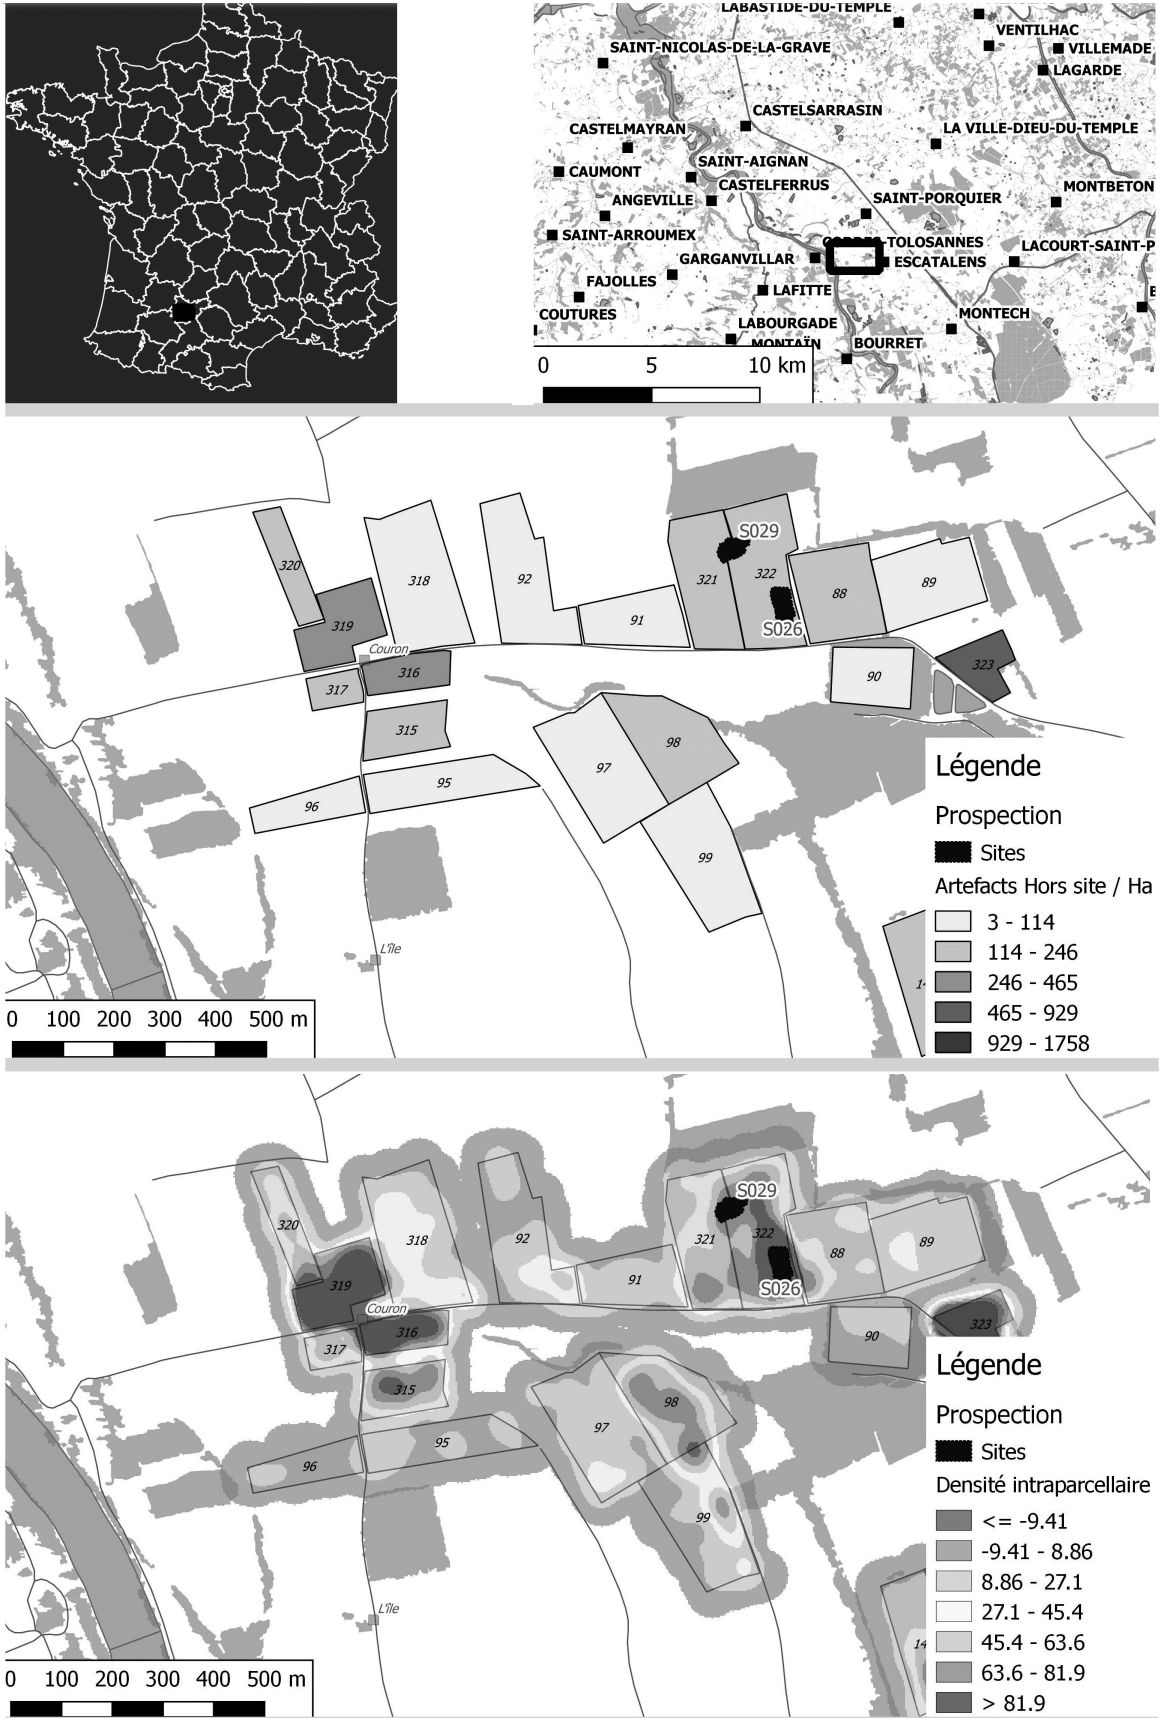 LABASTIDE-DU-TEMPLE
VENTILHAC
SAINT-NICOLAS-DE-LA-GRAVE
VILLEMADE
LAGARDE
CASTELSARRASIN
CASTELMAYRAN
LA VILLE-DIEU-DU-TEMPLE
SAINT-AIGNAN
CAUMONT
CASTELFERRUS
MONTBETON
ANGEVILLE
SAINT-PORQUIER
SAINT-ARROUMEX
CORDES-TOLOSANNES
GARGANVILLAR
ESCATALENS
LACOURT-SAINT-P
FAJOLLES
LAFITTE
COUTURES
MONTECH
LABOURGADE
MONTAÏN
BOURRET
0 5 10 km
S029
320
318
92
321
322
88
89
319
91
S026
Couron
316
317
90
323
315
98
97
95
96
99
L'île
14
0 100 200 300 400 500 m
Légende
Prospection
Sites
Artefacts Hors site / Ha
3 - 114
114 - 246
246 - 465
465 - 929
929 - 1758
S029
320
318
92
321
322
88
89
319
91
S026
Couron
316
317
90
323
315
98
97
95
96
99
L'île
14
0 100 200 300 400 500 m
Légende
Prospection
Sites
Densité intraparcellaire
<= -9.41
-9.41 - 8.86
8.86 - 27.1
27.1 - 45.4
45.4 - 63.6
63.6 - 81.9
> 81.9